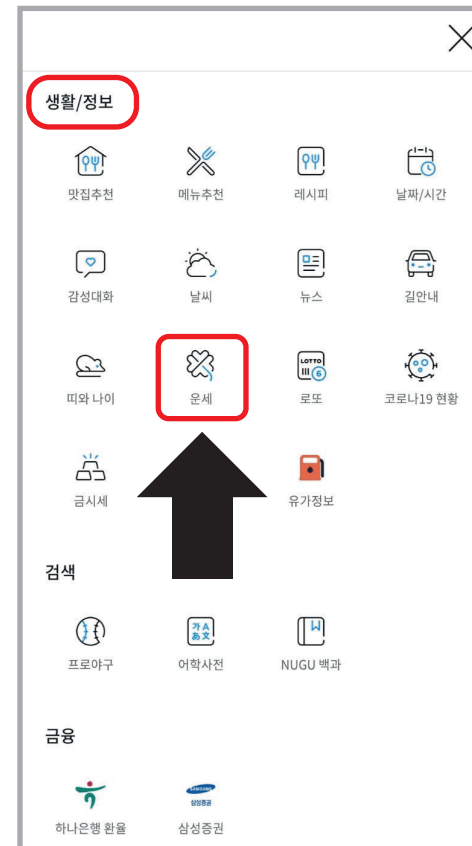 생활/정보
맛집추천 메뉴추천 레시피 날짜/시간
감성대화 날씨 뉴스 길안내
LOTTO
6
띠와 나이 운세 로또 코로나19 현황
금시세 유가정보
검색
가 A
あ 文
프로야구 어학사전 NUGU 백과
금융
SAMSUNG
삼성증권
하나은행 환율 삼성증권